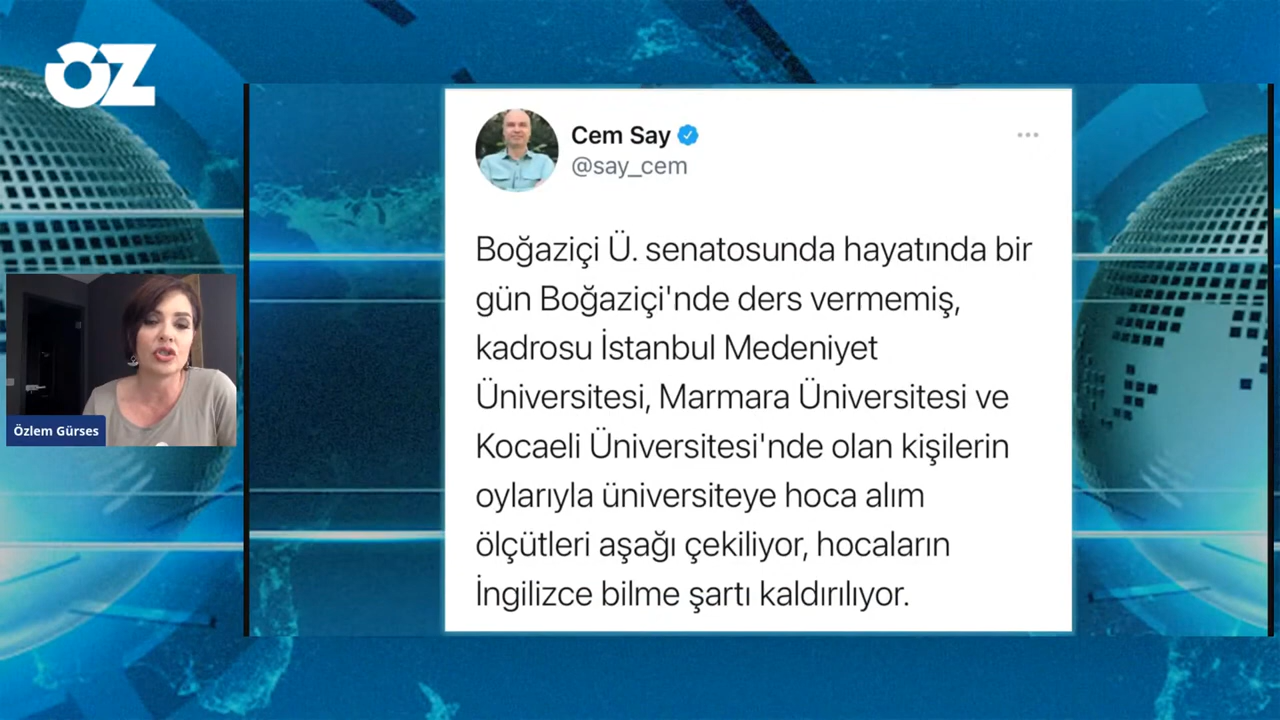 ÖZ
Cem Say
@say_cem
Boğaziçi Ü. senatosunda hayatında bir
gün Boğaziçi'nde ders vermemiş,
kadrosu İstanbul Medeniyet
Üniversitesi, Marmara Üniversitesi ve
Kocaeli Üniversitesi'nde olan kişilerin
oylarıyla üniversiteye hoca alım
ölçütleri aşağı çekiliyor, hocaların
İngilizce bilme şartı kaldırılıyor.
Özlem Gürses